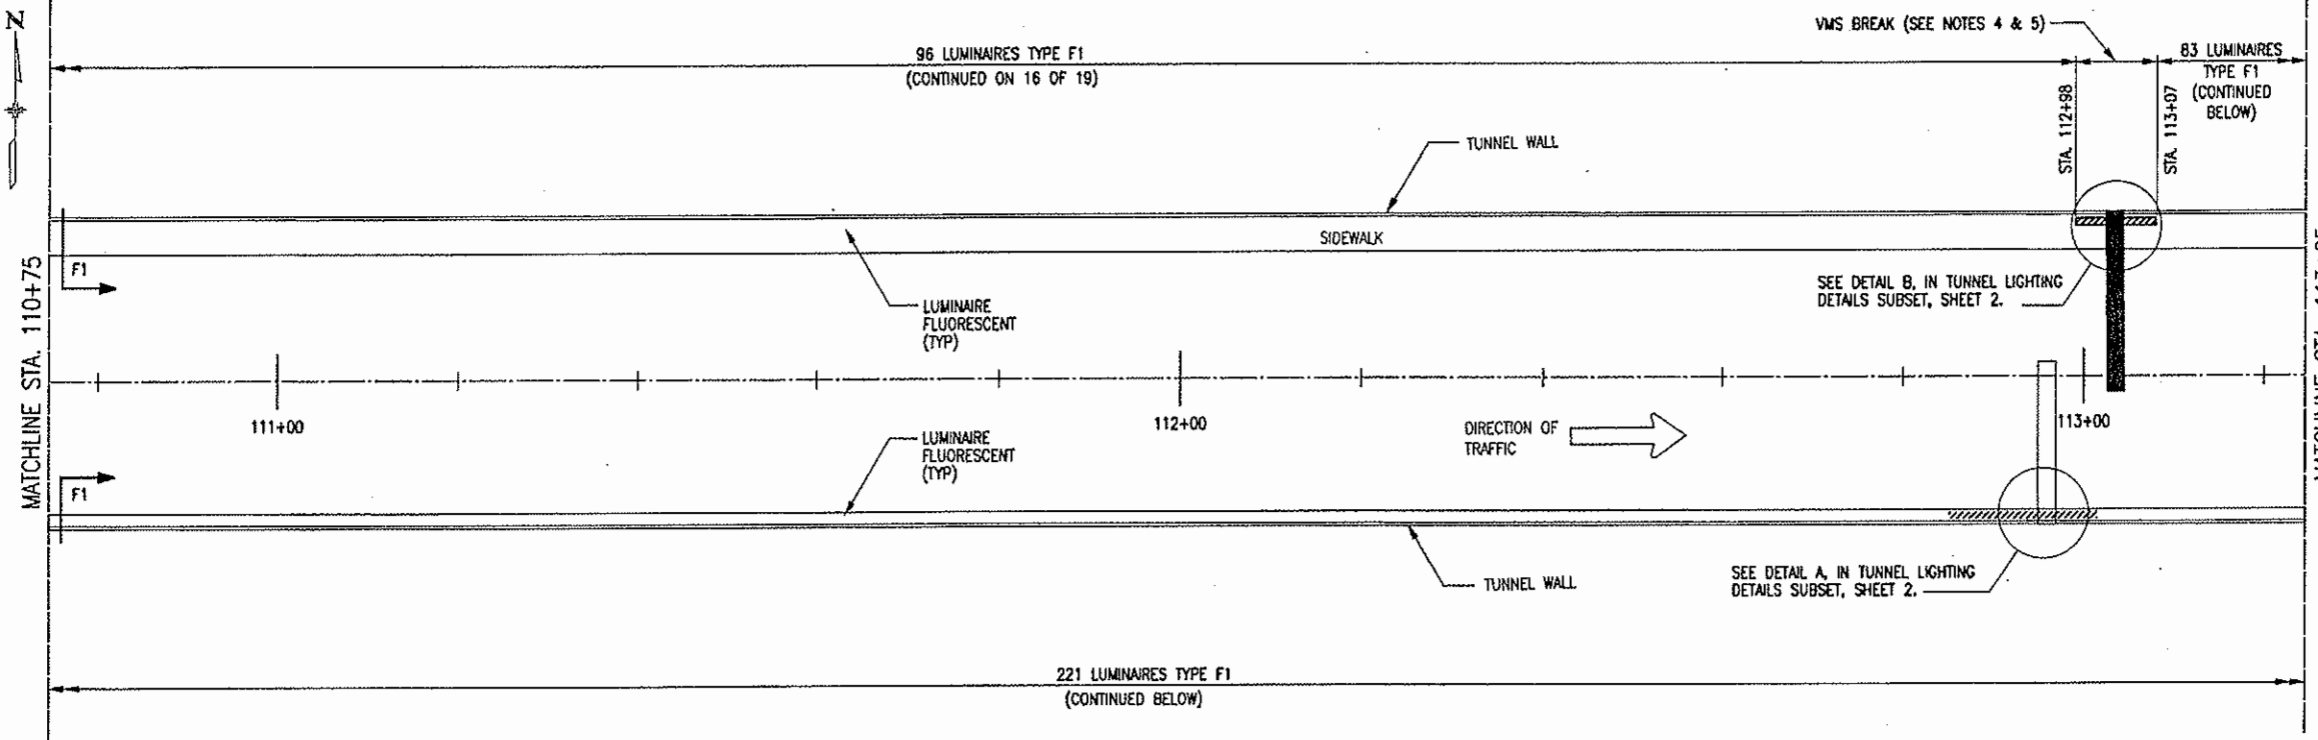 N
VMS BREAK (SEE NOTES 4 & 5)
96 LUMINAIRES TYPE F1
(CONTINUED ON 16 OF 19)
83 LUMINAIRES
TYPE F1
(CONTINUED
BELOW)
STA. 112+98
STA. 113+07
TUNNEL WALL
SIDEWALK
F1
MATCHLINE STA. 110+75
LUMINAIRE
FLUORESCENT
(TYP)
SEE DETAIL B, IN TUNNEL LIGHTING
DETAILS SUBSET, SHEET 2.
111+00
112+00
113+00
DIRECTION OF
TRAFFIC
LUMINAIRE
FLUORESCENT
(TYP)
F1
TUNNEL WALL
SEE DETAIL A, IN TUNNEL LIGHTING
DETAILS SUBSET, SHEET 2.
221 LUMINAIRES TYPE F1
(CONTINUED BELOW)